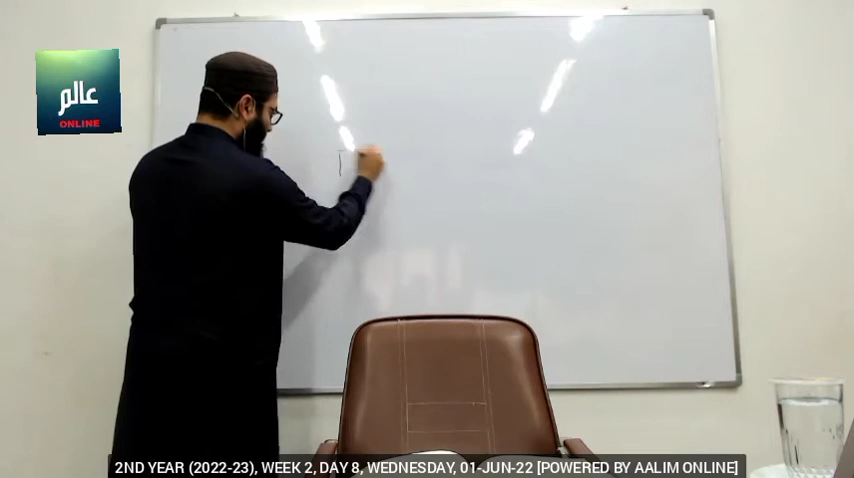 عالم
ONLINE
2ND YEAR (2022-23), WEEK 2, DAY 8, WEDNESDAY, 01-JUN-22 [POWERED BY AALIM ONLINE]